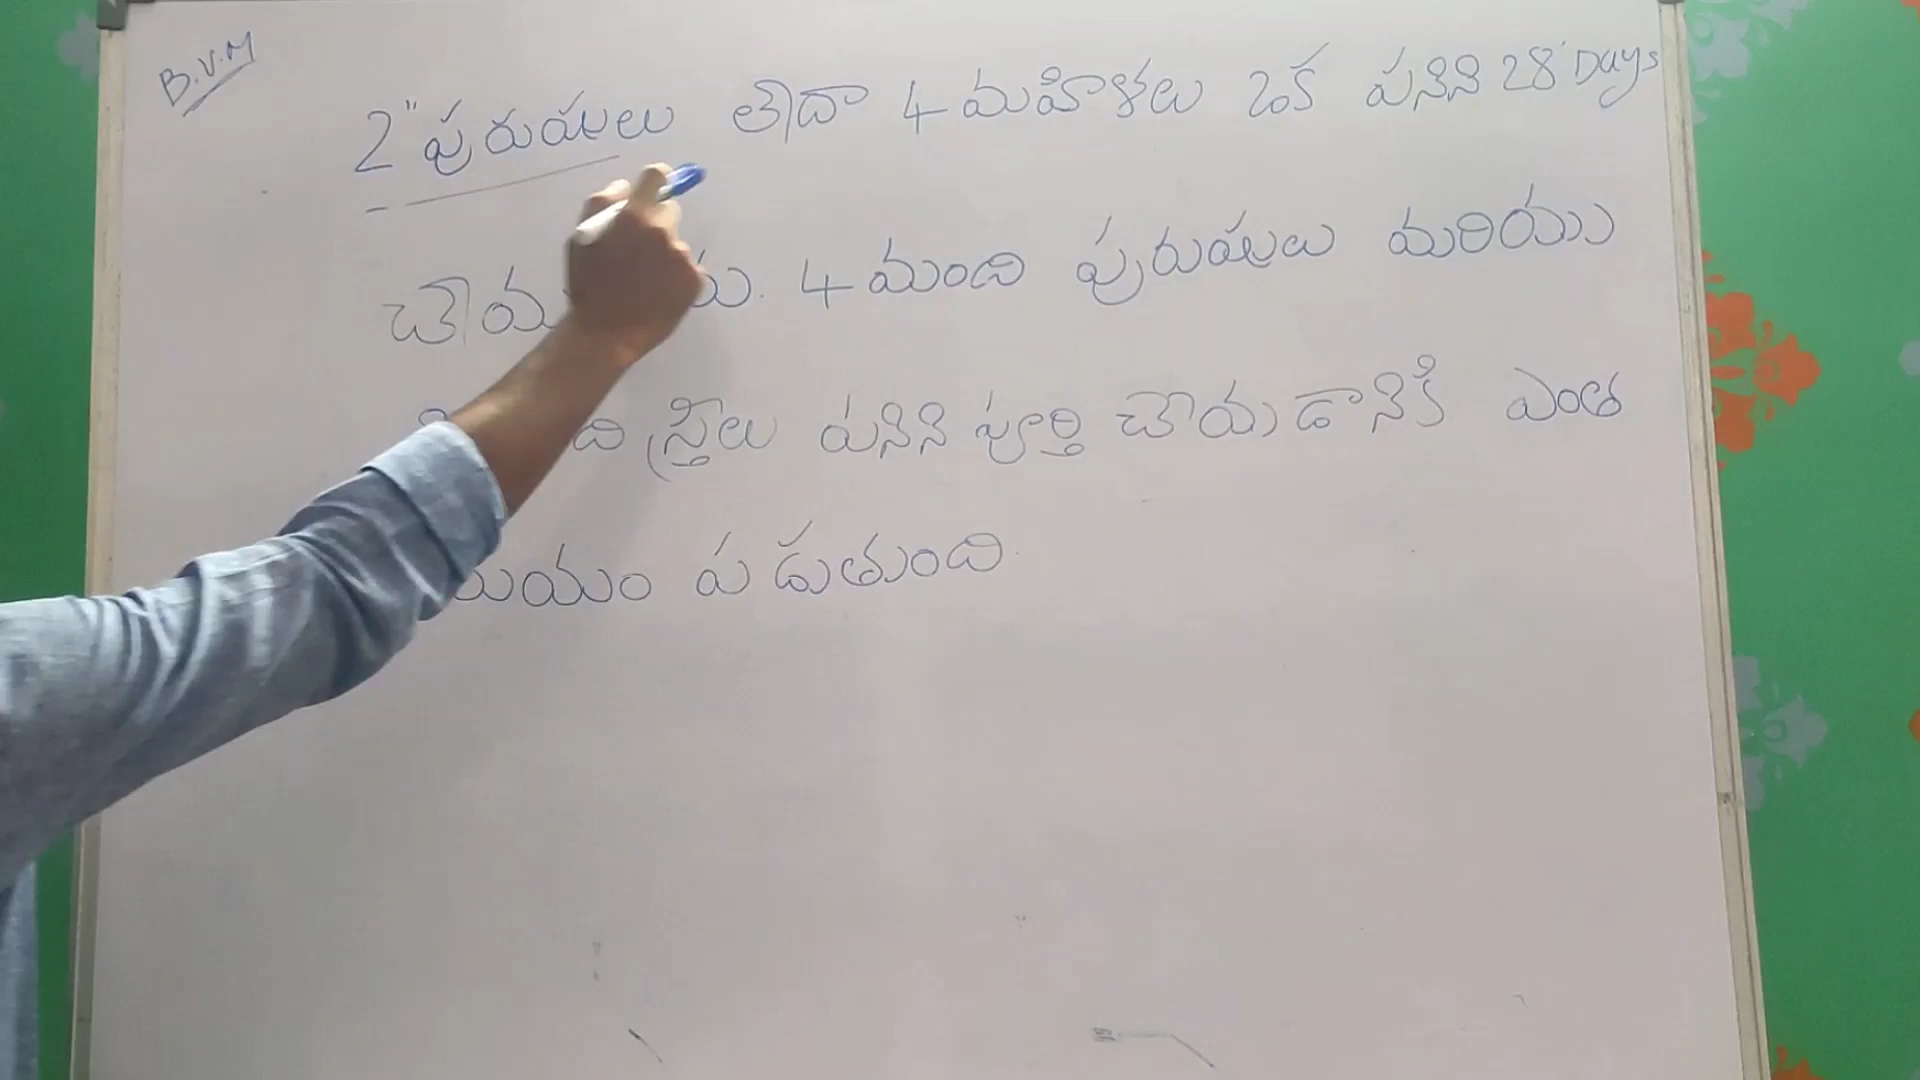 B.V.M
2" పురుషులు లేదా 4 మహిళలు ఒక పనిని 28 Days
4 మంది పురుషులు మరియు
స్త్రీలు పనిని పూర్తి చేయడానికి ఎంత
పడుతుంది.